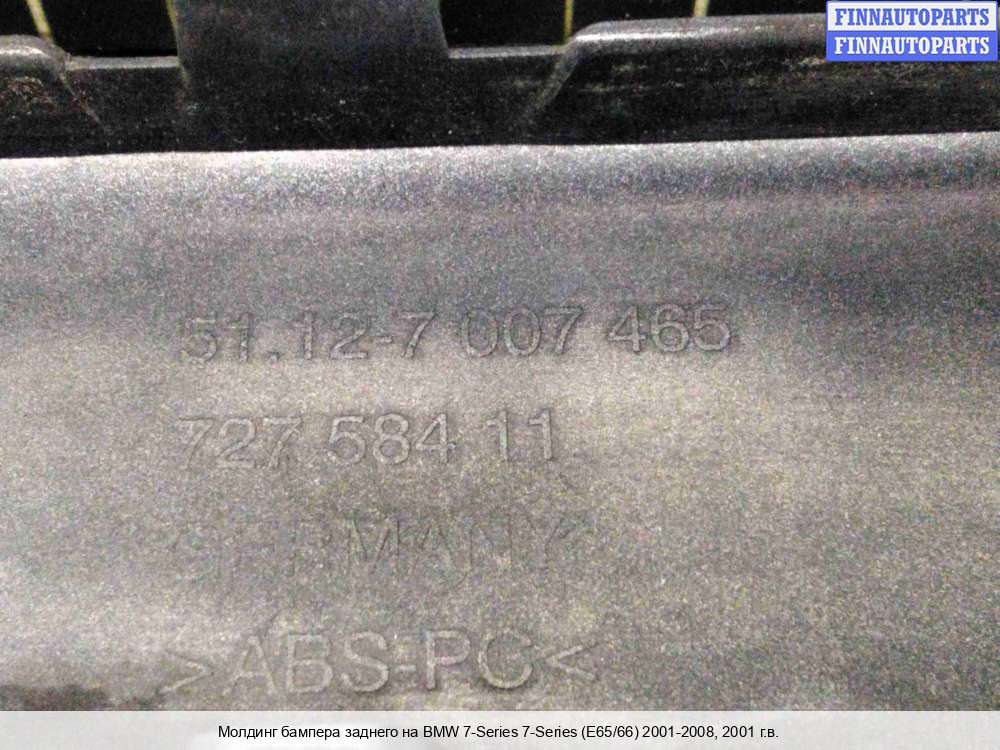 FINNAUTOPARTS
FINNAUTOPARTS
51.12-7 007 465
727 584 11
GERMANY
>ABS-PC<
Молдинг бампера заднего на BMW 7-Series 7-Series (E65/66) 2001-2008, 2001 г.в.